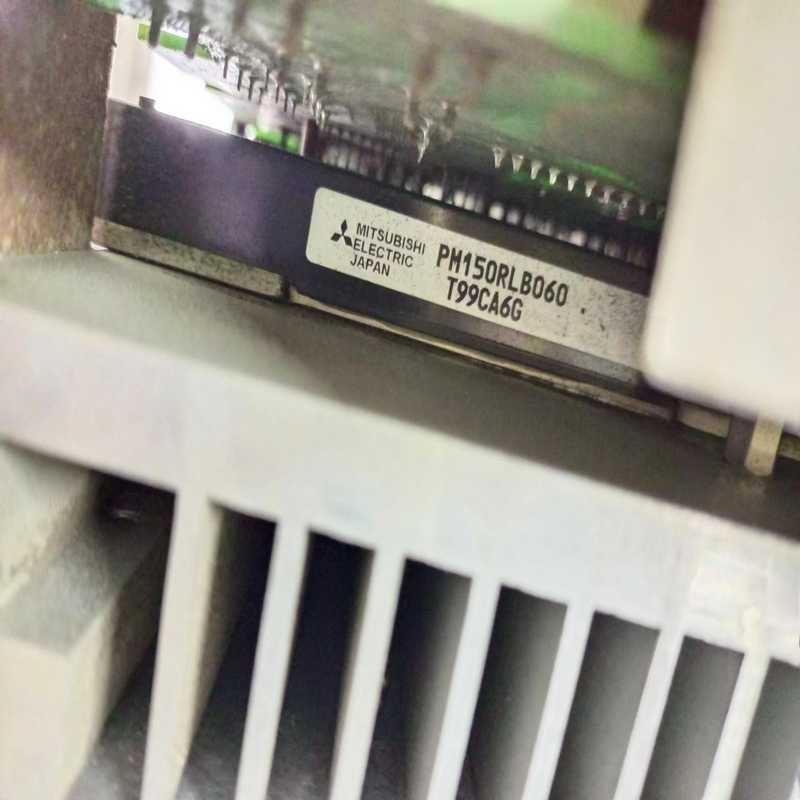 MITSUBISHI
ELECTRIC
JAPAN
PM150RLB060
T99CA6G